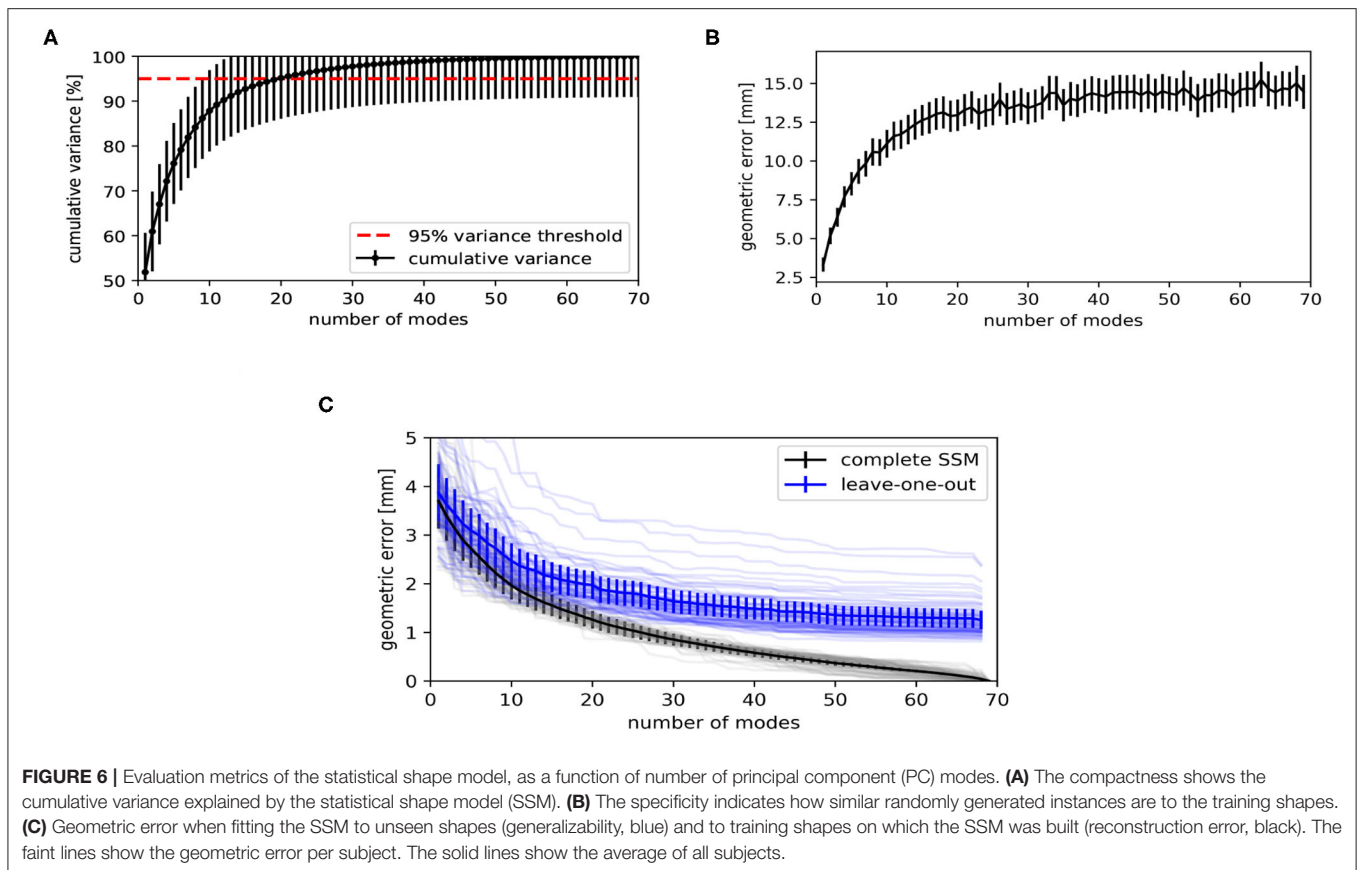 A
100
90
80
70
60
50
cumulative variance [%]
95% variance threshold
cumulative variance
0 10 20 30 40 50 60 70
number of modes
B
15.0
12.5
10.0
7.5
5.0
2.5
geometric error [mm]
0 10 20 30 40 50 60 70
number of modes
C
5
4
3
2
1
0
geometric error [mm]
complete SSM
leave-one-out
0 10 20 30 40 50 60 70
number of modes
FIGURE 6 | Evaluation metrics of the statistical shape model, as a function of number of principal component (PC) modes. (A) The compactness shows the
cumulative variance explained by the statistical shape model (SSM). (B) The specificity indicates how similar randomly generated instances are to the training shapes.
(C) Geometric error when fitting the SSM to unseen shapes (generalizability, blue) and to training shapes on which the SSM was built (reconstruction error, black). The
faint lines show the geometric error per subject. The solid lines show the average of all subjects.